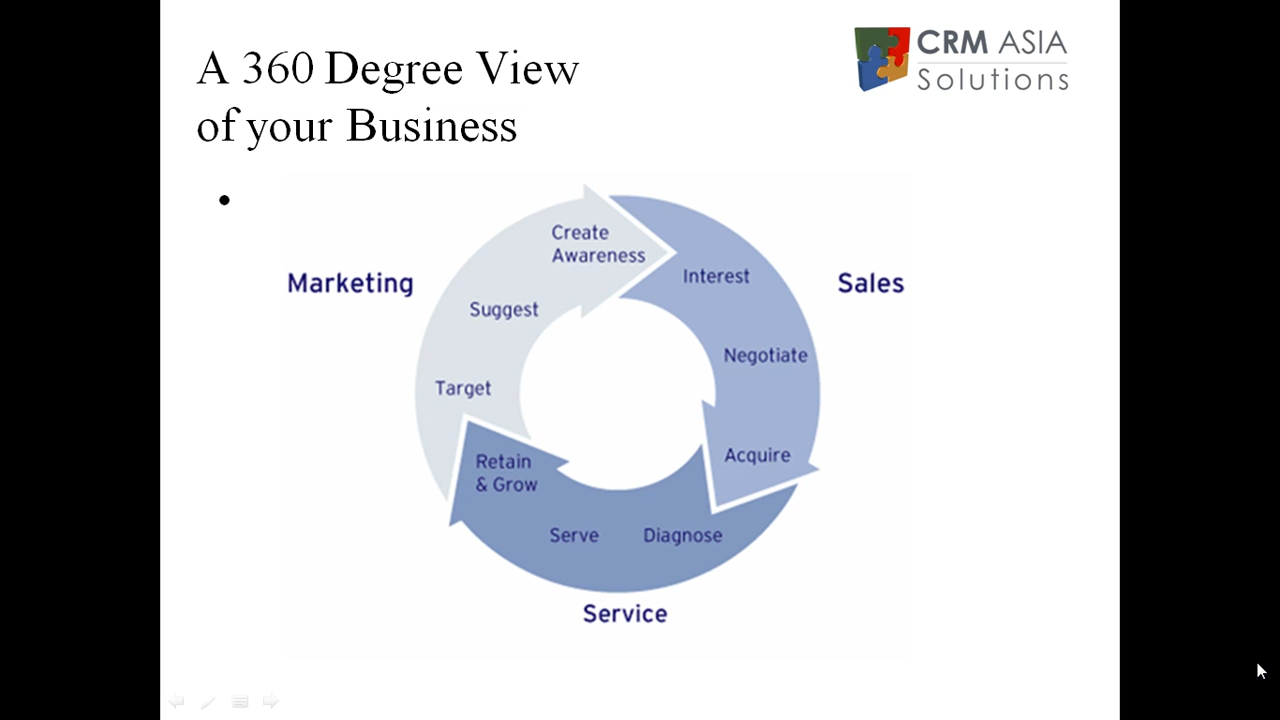 A 360 Degree View
of your Business
CRM ASIA
Solutions
•
Marketing
Sales
Create
Awareness
Suggest
Target
Interest
Negotiate
Acquire
Diagnose
Serve
Retain
& Grow
Service